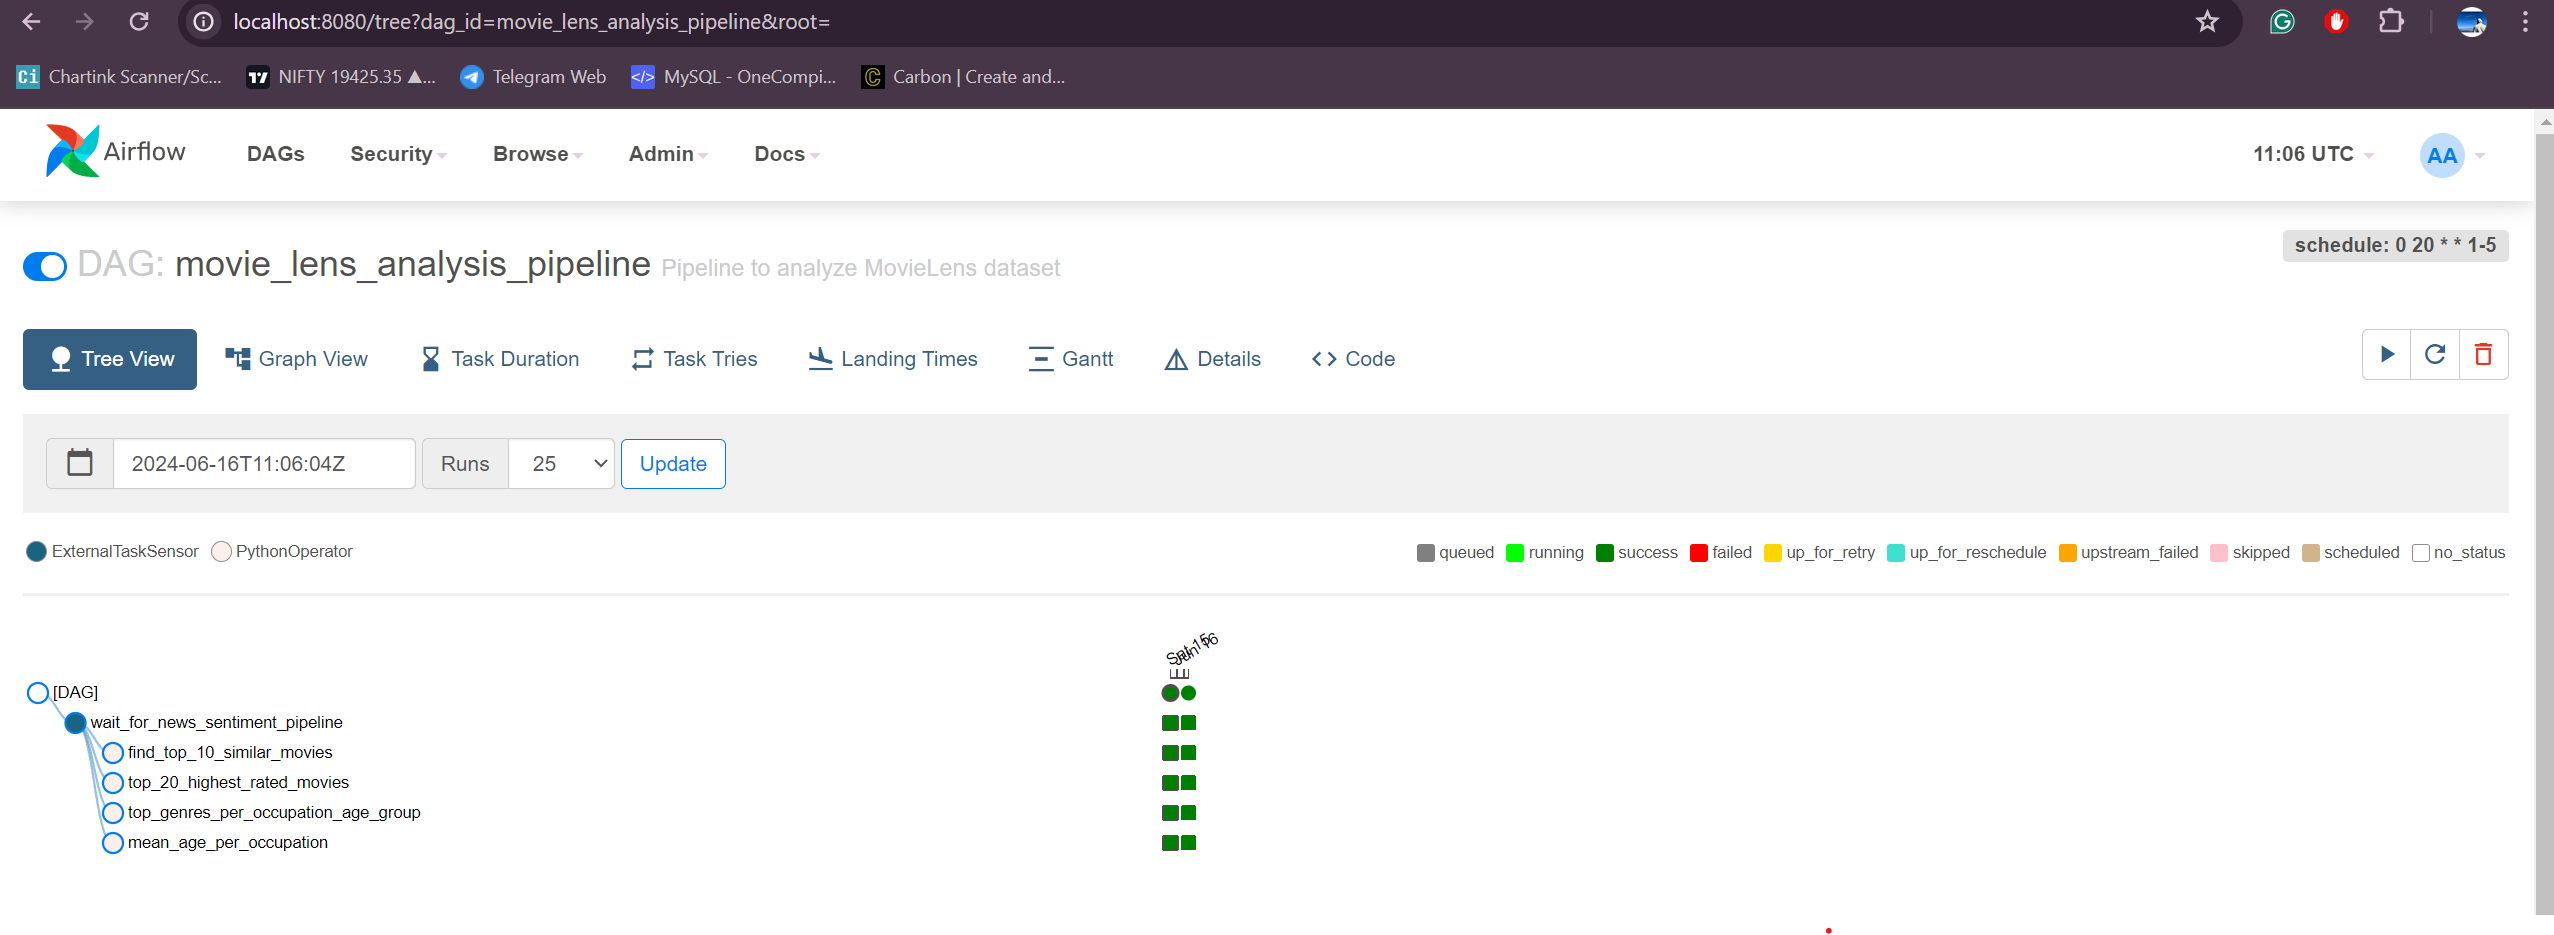 localhost:8080/tree?dag_id=movie_lens_analysis_pipeline&root=
Ci Chartink Scanner/Sc... NIFTY 19425.35 ▲... Telegram Web </> MySQL - OneCompi... C Carbon | Create and...
Airflow DAGs Security Browse Admin Docs 11:06 UTC AA
schedule: 0 20 * * 1-5
DAG: movie_lens_analysis_pipeline Pipeline to analyze MovieLens dataset
Tree View Graph View Task Duration Task Tries Landing Times Gantt Details Code
2024-06-16T11:06:04Z Runs 25 Update
ExternalTaskSensor PythonOperator queued running success failed up_for_retry up_for_reschedule upstream_failed skipped scheduled no_status
[DAG]
wait_for_news_sentiment_pipeline
find_top_10_similar_movies
top_20_highest_rated_movies
top_genres_per_occupation_age_group
mean_age_per_occupation